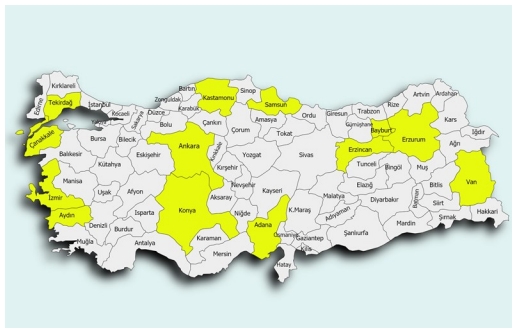 Kırklareli
Edirne
Tekirdağ
İstanbul
Kocaeli
Sakarya
Düzce
Zonguldak
Bartın
Karabük
Kastamonu
Sinop
Samsun
Ordu
Giresun
Trabzon
Rize
Artvin
Ardahan
Kars
Gümüşhane
Bayburt
Erzurum
Iğdır
Ağrı
Çanakkale
Balıkesir
Bursa
Bilecik
Bolu
Çankırı
Çorum
Amasya
Tokat
Erzincan
Kütahya
Eskişehir
Ankara
Kırıkkale
Yozgat
Sivas
Tunceli
Bingöl
Muş
Manisa
Uşak
Afyon
Kırşehir
Nevşehir
Kayseri
Malatya
Elazığ
Diyarbakır
Batman
Bitlis
Van
İzmir
Aydın
Denizli
Isparta
Burdur
Konya
Aksaray
Niğde
K.Maraş
Adıyaman
Siirt
Şırnak
Hakkari
Muğla
Antalya
Karaman
Mersin
Adana
Osmaniye
Gaziantep
Kilis
Şanlıurfa
Mardin
Hatay